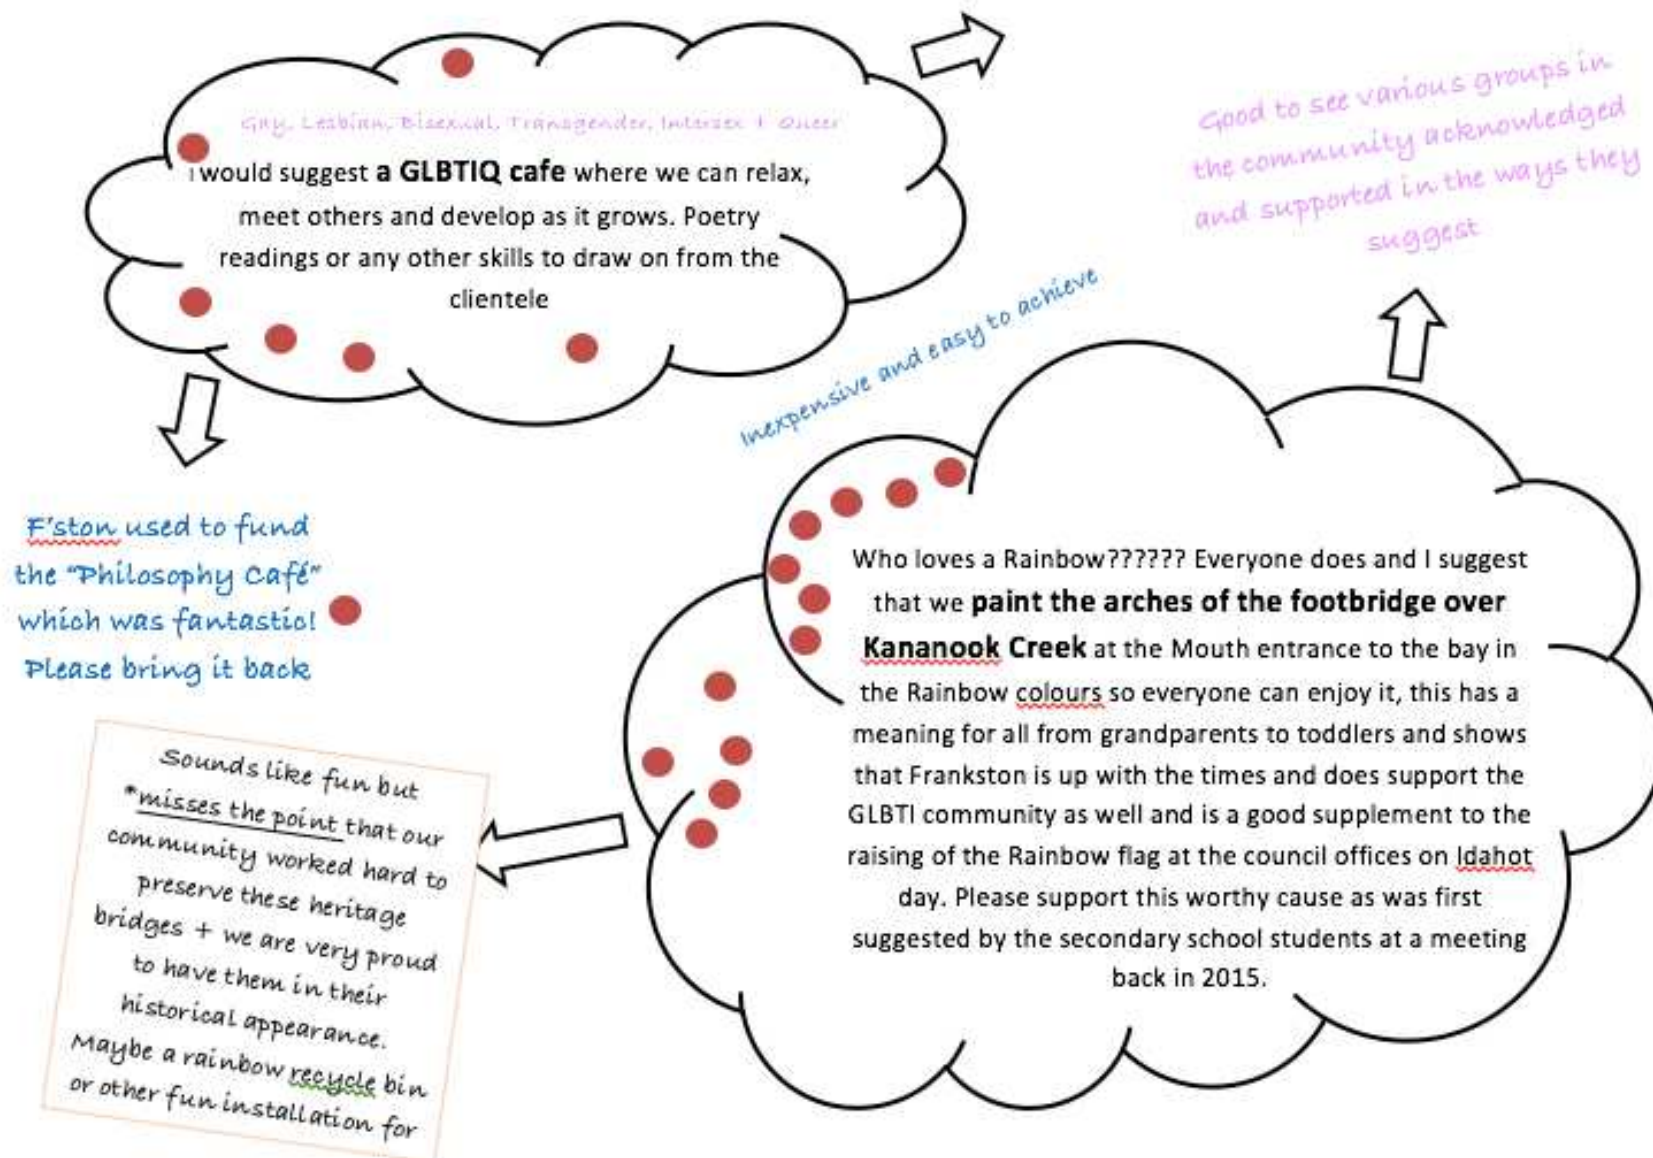 Gay, Lesbian, Bisexual, Transgender, Intersex + Queer
I would suggest a GLBTIQ cafe where we can relax,
meet others and develop as it grows. Poetry
readings or any other skills to draw on from the
clientele
Good to see various groups in
the community acknowledged
and supported in the ways they
suggest
Inexpensive and easy to achieve
F'ston used to fund
the "Philosophy Café"
which was fantastic!
Please bring it back
Who loves a Rainbow?????? Everyone does and I suggest
that we paint the arches of the footbridge over
Kananook Creek at the Mouth entrance to the bay in
the Rainbow colours so everyone can enjoy it, this has a
meaning for all from grandparents to toddlers and shows
that Frankston is up with the times and does support the
GLBTI community as well and is a good supplement to the
raising of the Rainbow flag at the council offices on Idahot
day. Please support this worthy cause as was first
suggested by the secondary school students at a meeting
back in 2015.
Sounds like fun but
*misses the point that our
community worked hard to
preserve these heritage
bridges + we are very proud
to have them in their
historical appearance.
Maybe a rainbow recycle bin
or other fun installation for